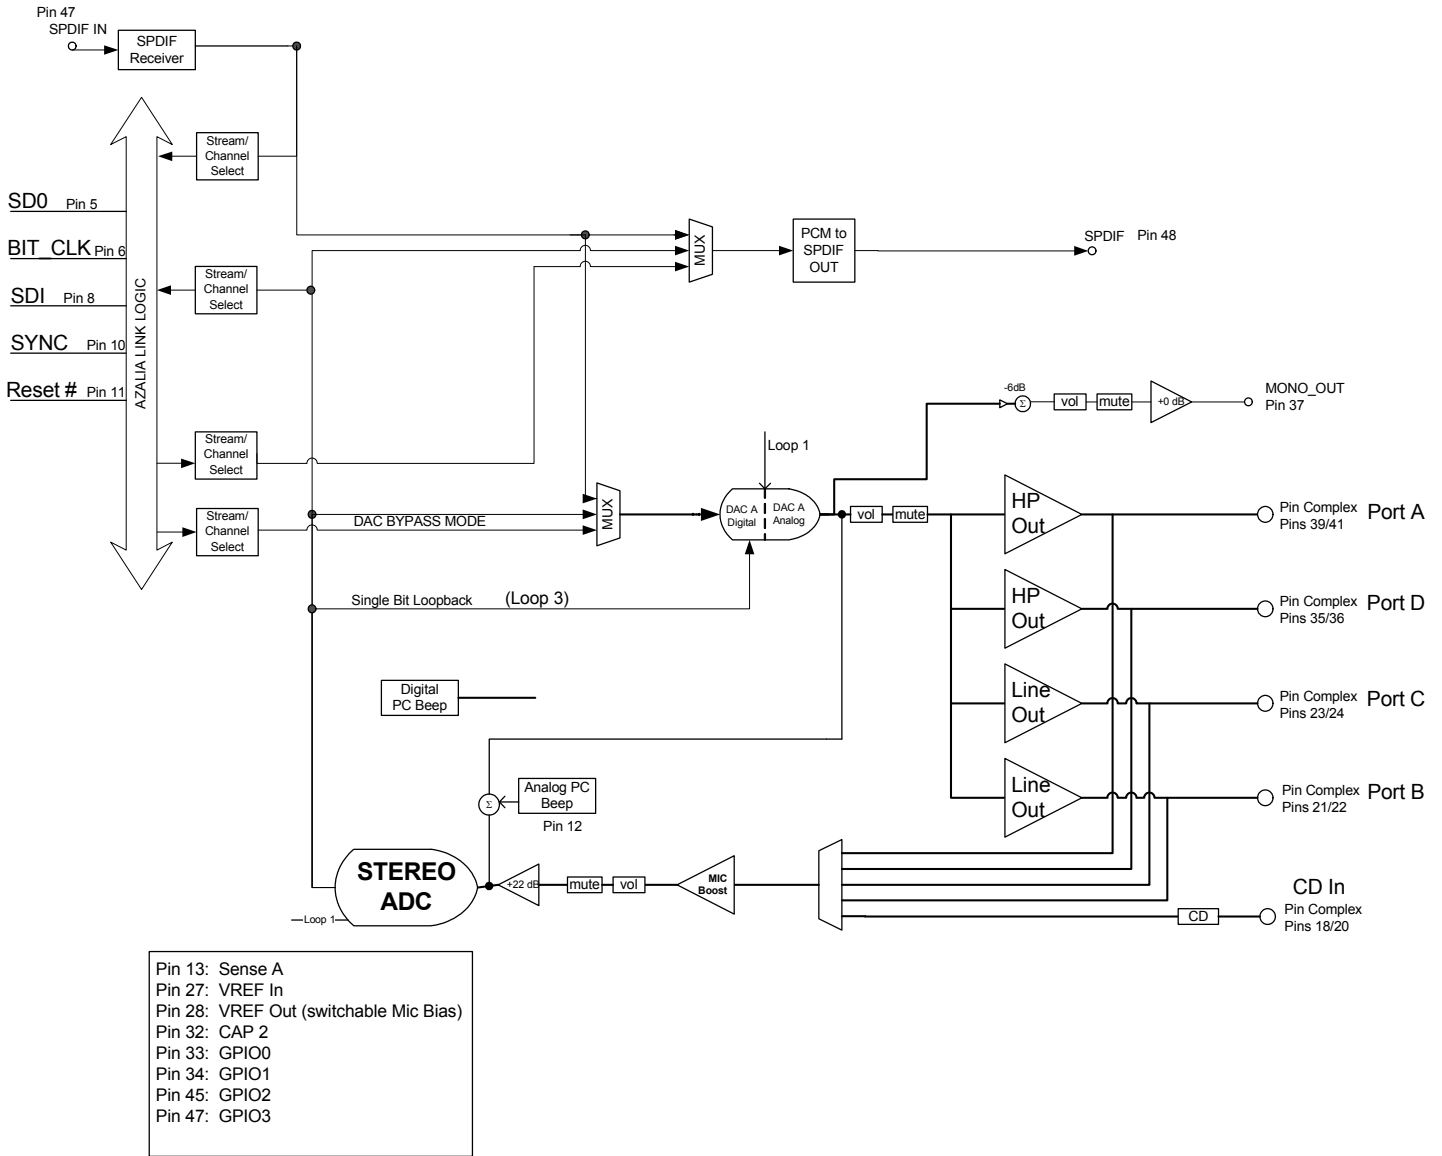 Pin 47
SPDIF IN
SPDIF
Receiver
Stream/
Channel
Select
SD0 Pin 5
BIT_CLK Pin 6
SDI Pin 8
SYNC Pin 10
Reset # Pin 11
AZALIA LINK LOGIC
Stream/
Channel
Select
MUX
PCM to
SPDIF
OUT
SPDIF Pin 48
-6dB
Σ
vol
mute
+0 dB
MONO_OUT
Pin 37
Stream/
Channel
Select
Loop 1
Stream/
Channel
Select
DAC BYPASS MODE
MUX
DAC A
Digital
DAC A
Analog
vol
mute
HP
Out
Pin Complex
Pins 39/41
Port A
Single Bit Loopback (Loop 3)
HP
Out
Pin Complex
Pins 35/36
Port D
Digital
PC Beep
Line
Out
Pin Complex
Pins 23/24
Port C
Σ
Analog PC
Beep
Pin 12
Line
Out
Pin Complex
Pins 21/22
Port B
STEREO
ADC
Loop 1
+22 dB
mute
vol
MIC
Boost
CD
CD In
Pin Complex
Pins 18/20
Pin 13: Sense A
Pin 27: VREF In
Pin 28: VREF Out (switchable Mic Bias)
Pin 32: CAP 2
Pin 33: GPIO0
Pin 34: GPIO1
Pin 45: GPIO2
Pin 47: GPIO3